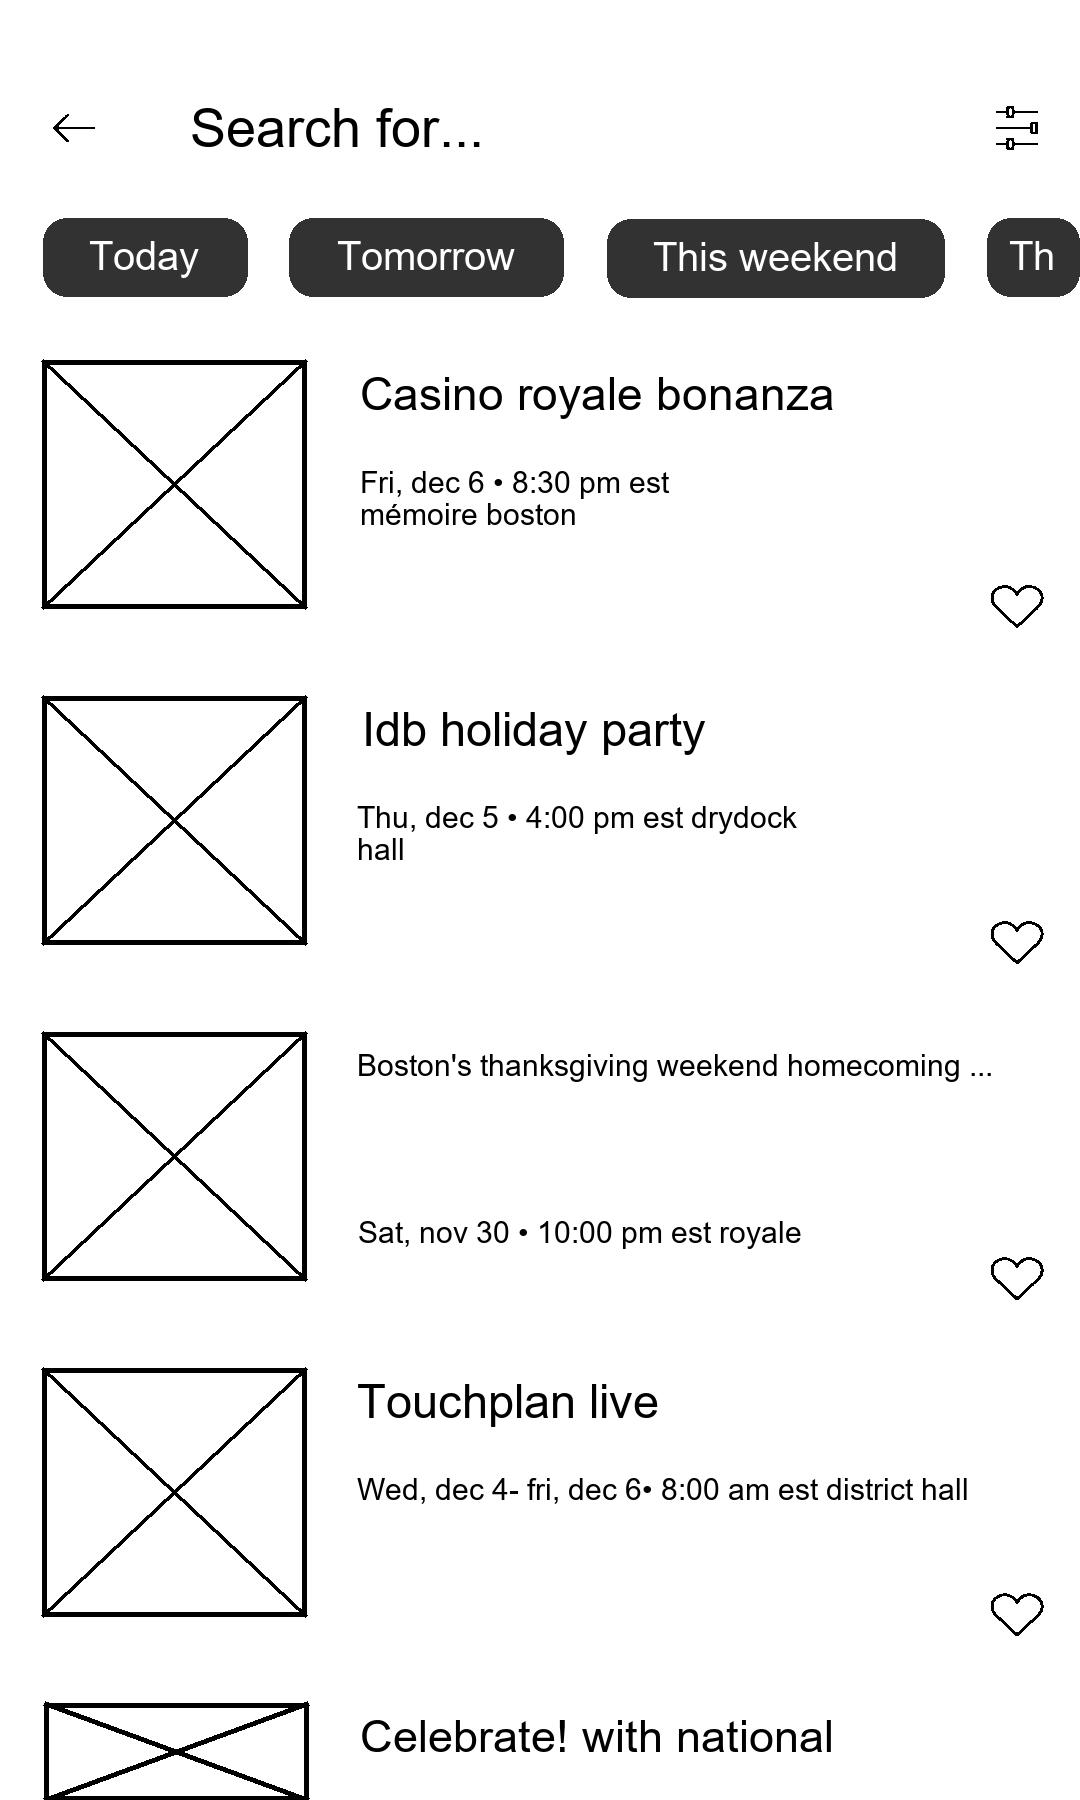 Search for...
Today
Tomorrow
This weekend
Th
Casino royale bonanza
Fri, dec 6 • 8:30 pm est
mémoire boston
Idb holiday party
Thu, dec 5 • 4:00 pm est drydock
hall
Boston's thanksgiving weekend homecoming ...
Sat, nov 30 • 10:00 pm est royale
Touchplan live
Wed, dec 4- fri, dec 6• 8:00 am est district hall
Celebrate! with national